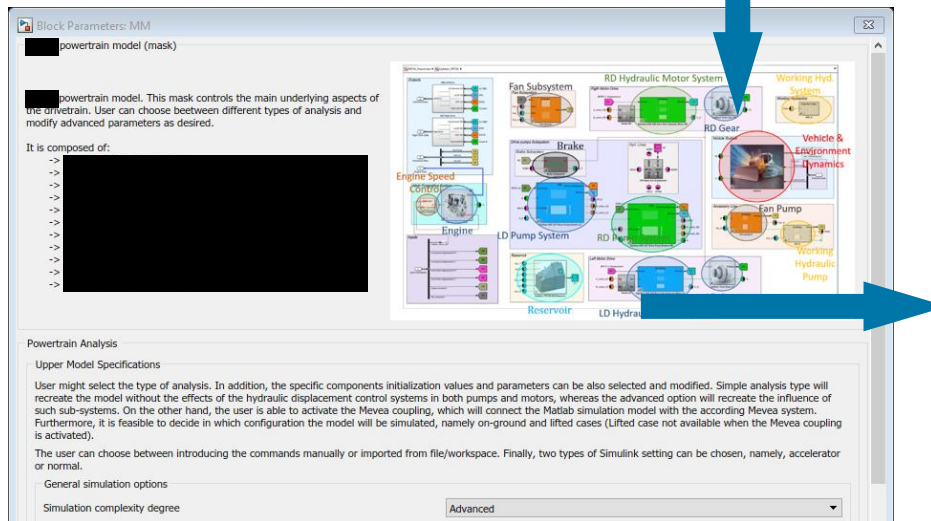 Block Parameters: MM
powertrain model (mask)
powertrain model. This mask controls the main underlying aspects of
the drivetrain. User can choose beetween different types of analysis and
modify advanced parameters as desired.
It is composed of:
->
->
->
->
->
->
->
->
->
->
->
Fan Subsystem
RD Hydraulic Motor System
Working Hyd.
System
RD Gear
Brake
Vehicle &
Environment
Dynamics
Engine Speed
Control
Engine
LD Pump System
RD
Fan Pump
Working
Hydraulic
Pump
Reservoir
LD Hydrau
Powertrain Analysis
Upper Model Specifications
User might select the type of analysis. In addition, the specific components initialization values and parameters can be also selected and modified. Simple analysis type will
recreate the model without the effects of the hydraulic displacement control systems in both pumps and motors, whereas the advanced option will recreate the influence of
such sub-systems. On the other hand, the user is able to activate the Mevea coupling, which will connect the Matlab simulation model with the according Mevea system.
Furthermore, it is feasible to decide in which configuration the model will be simulated, namely on-ground and lifted cases (Lifted case not available when the Mevea coupling
is activated).
The user can choose between introducing the commands manually or imported from file/workspace. Finally, two types of Simulink setting can be chosen, namely, accelerator
or normal.
General simulation options
Simulation complexity degree
Advanced